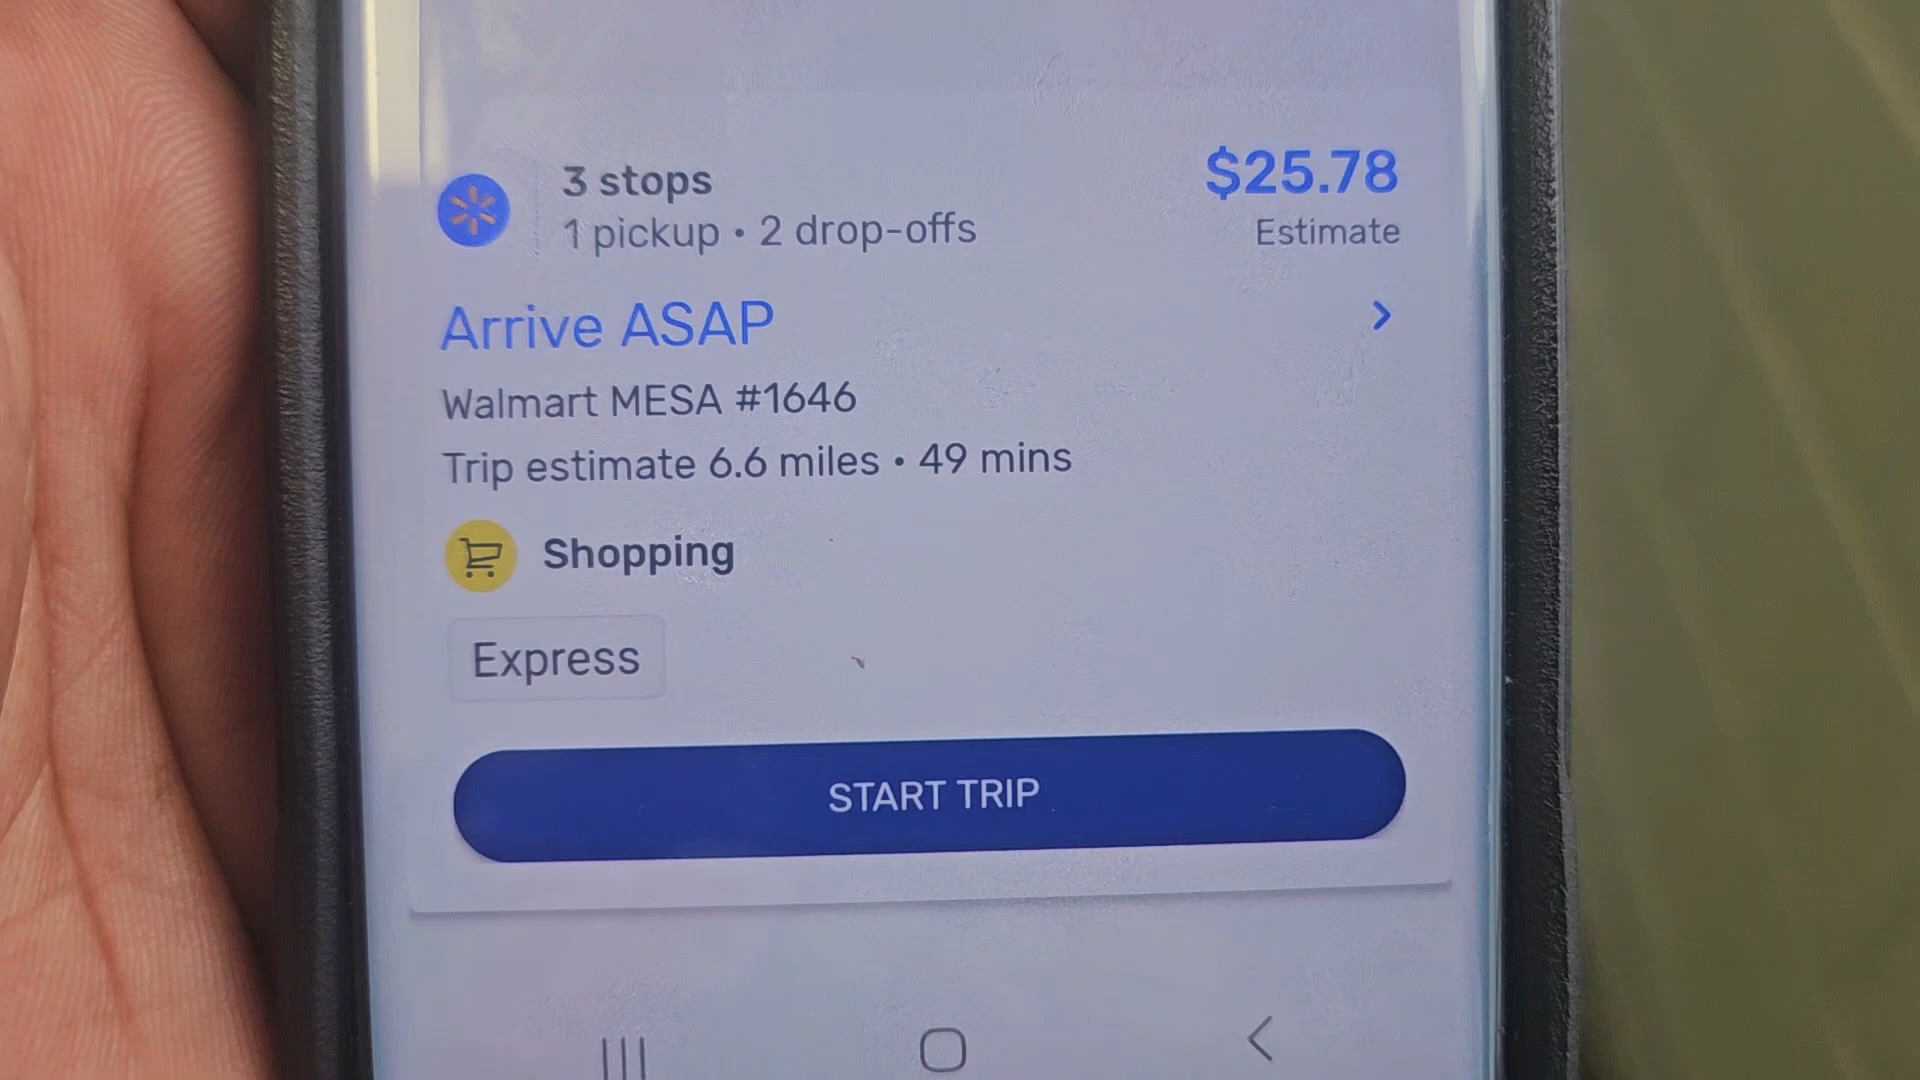 3 stops
1 pickup • 2 drop-offs
$25.78
Estimate
Arrive ASAP
Walmart MESA #1646
Trip estimate 6.6 miles • 49 mins
Shopping
Express
START TRIP